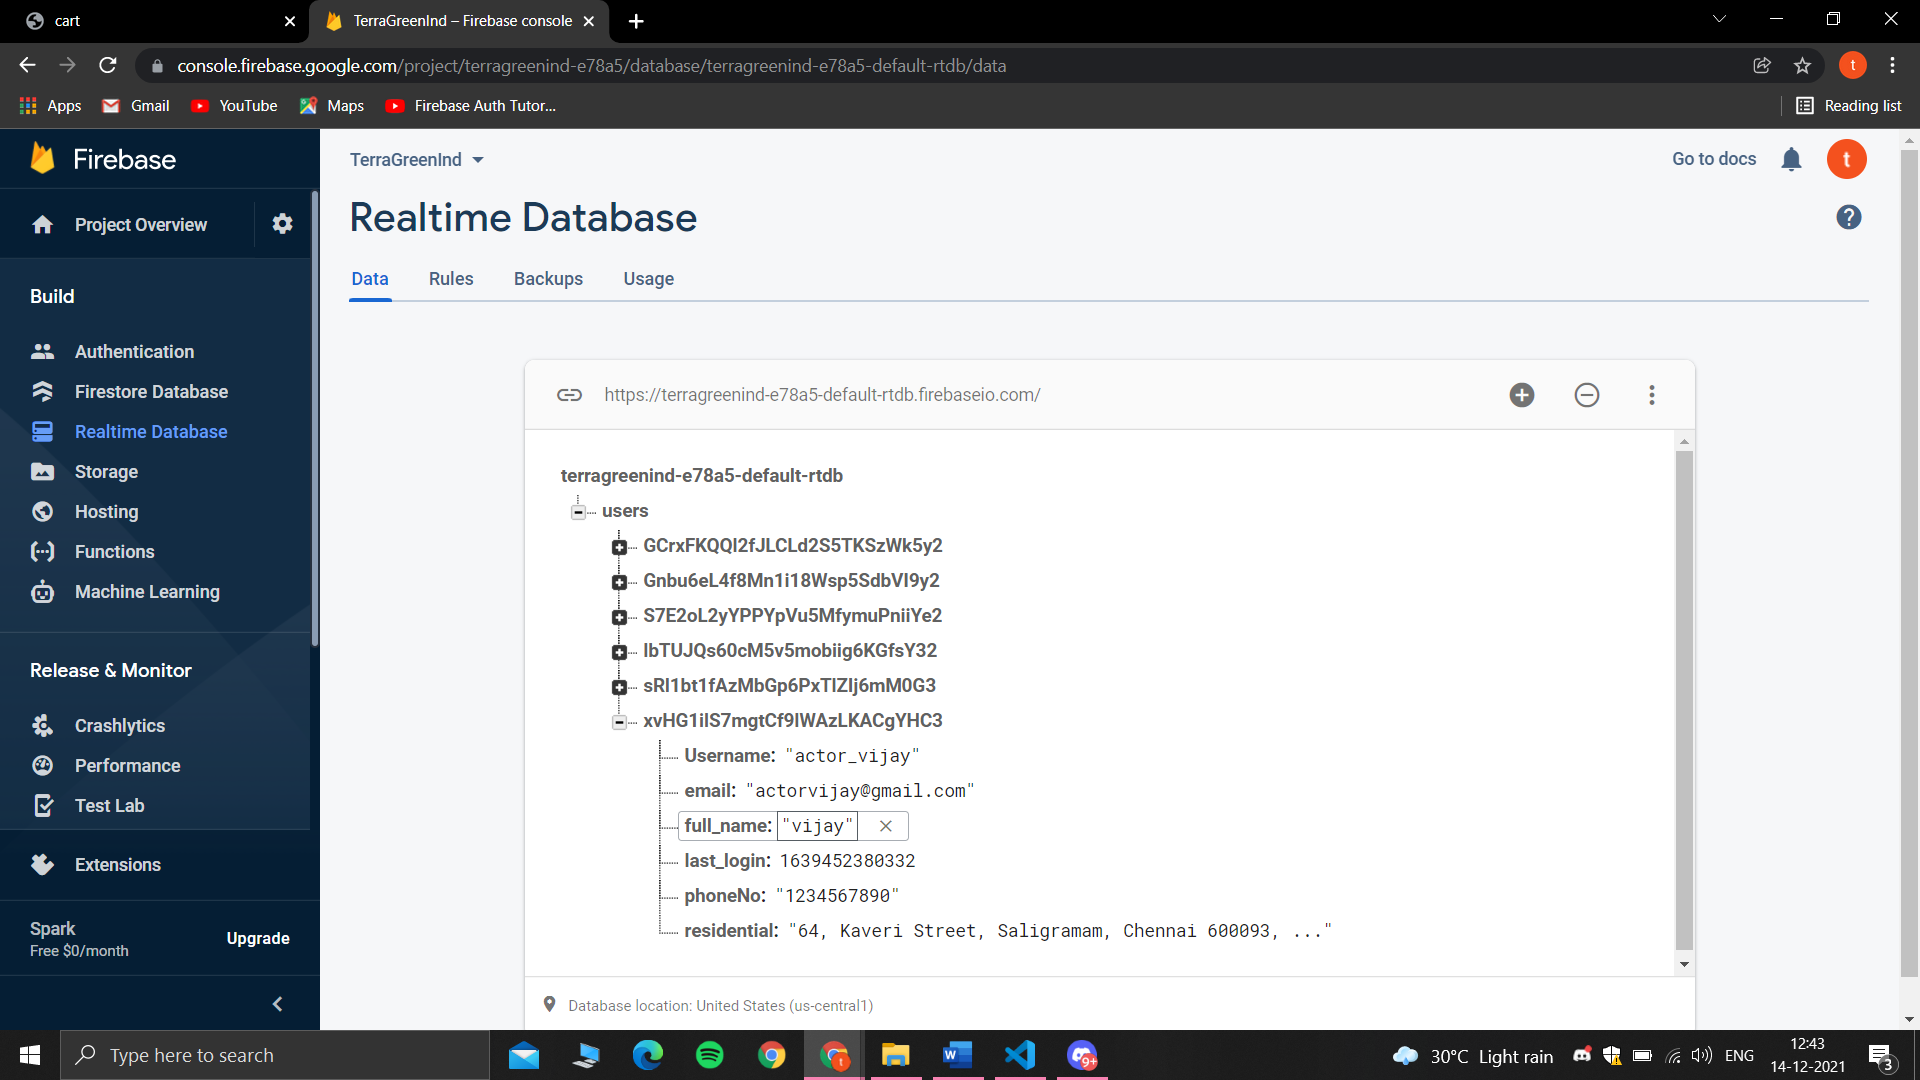 cart
TerraGreenInd – Firebase console
console.firebase.google.com/project/terragreenind-e78a5/database/terragreenind-e78a5-default-rtdb/data
t
Apps
Gmail
YouTube
Maps
Firebase Auth Tutor...
Reading list
Firebase
TerraGreenInd
Go to docs
t
Project Overview
Realtime Database
?
Data
Rules
Backups
Usage
Build
Authentication
Firestore Database
Realtime Database
Storage
Hosting
Functions
Machine Learning
Release & Monitor
Crashlytics
Performance
Test Lab
Extensions
Spark
Free $0/month
Upgrade
https://terragreenind-e78a5-default-rtdb.firebaseio.com/
terragreenind-e78a5-default-rtdb
users
GCrxFKQQl2fJLCLd2S5TKSzWk5y2
Gnbu6eL4f8Mn1i18Wsp5SdbVI9y2
S7E2oL2yYPPYpVu5MfymuPniiYe2
lbTUJQs60cM5v5mobiig6KGfsY32
sRl1bt1fAzMbGp6PxTlZIj6mM0G3
xvHG1ilS7mgtCf9lWAzLKACgYHC3
Username: "actor_vijay"
email: "actorvijay@gmail.com"
full_name: "vijay"
last_login: 1639452380332
phoneNo: "1234567890"
residential: "64, Kaveri Street, Saligramam, Chennai 600093, ..."
Database location: United States (us-central1)
Type here to search
9+
30°C Light rain
ENG
12:43
14-12-2021
3